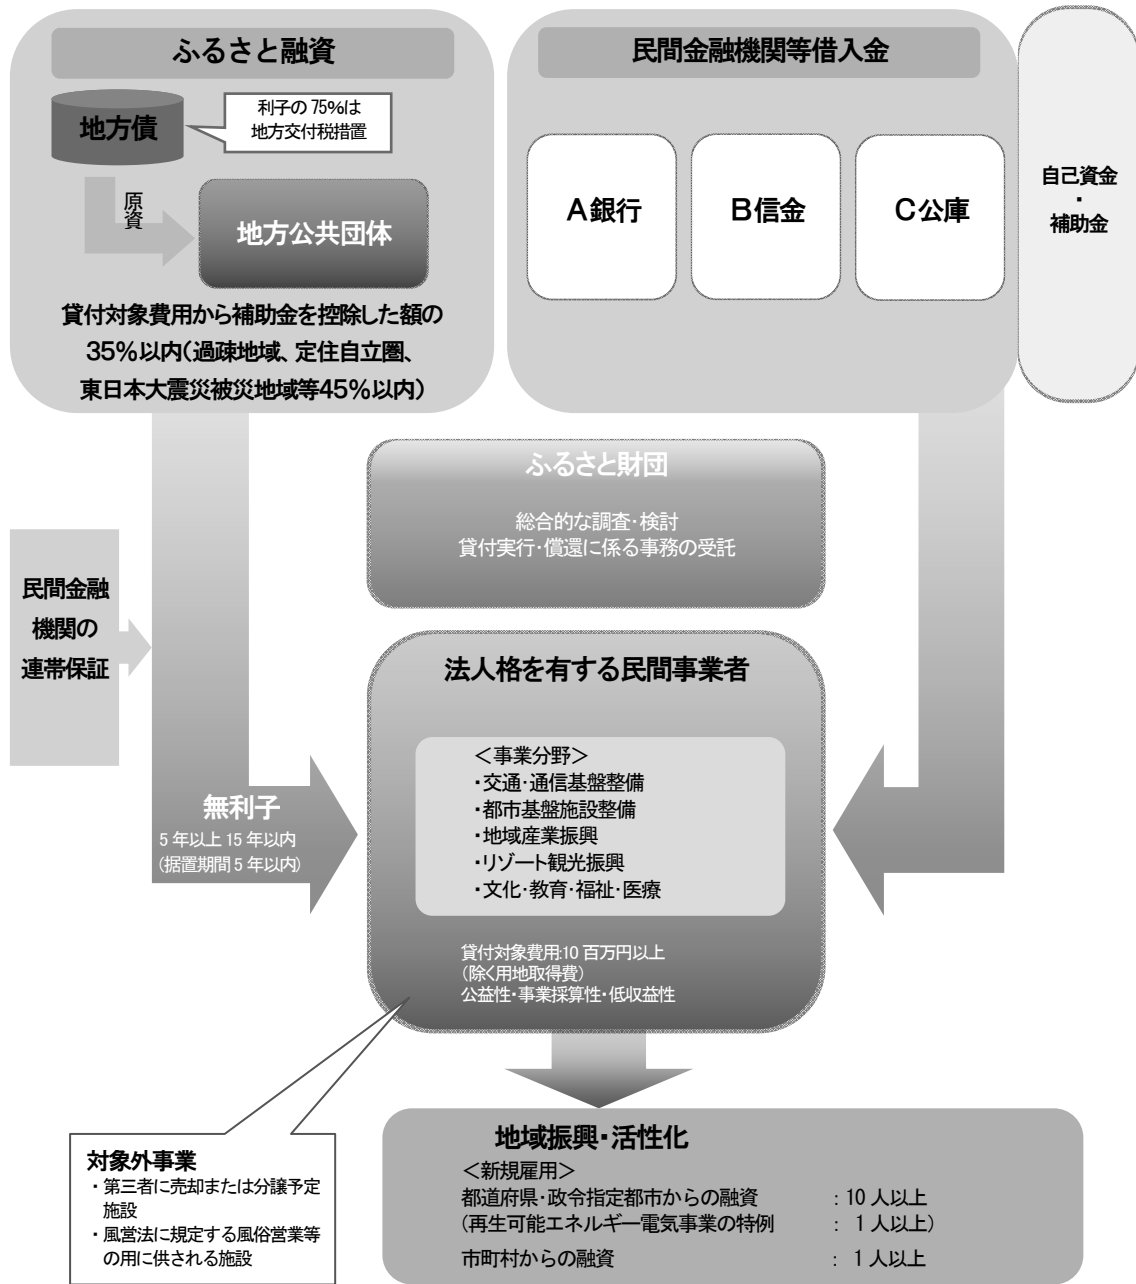 ふるさと融資
地方債
利子の 75%は
地方交付税措置
原資
地方公共団体
貸付対象費用から補助金を控除した額の
35%以内(過疎地域、定住自立圏、
東日本大震災被災地域等45%以内)
民間金融機関等借入金
A銀行
B信金
C公庫
自己資金
・
補助金
ふるさと財団
総合的な調査・検討
貸付実行・償還に係る事務の受託
民間金融
機関の
連帯保証
無利子
5 年以上 15 年以内
(据置期間 5 年以内)
法人格を有する民間事業者
<事業分野>
・交通・通信基盤整備
・都市基盤施設整備
・地域産業振興
・リゾート観光振興
・文化・教育・福祉・医療
貸付対象費用:10 百万円以上
(除く用地取得費)
公益性・事業採算性・低収益性
対象外事業
・第三者に売却または分譲予定
施設
・風営法に規定する風俗営業等
の用に供される施設
地域振興・活性化
<新規雇用>
都道府県・政令指定都市からの融資 : 10 人以上
(再生可能エネルギー電気事業の特例 : 1 人以上)
市町村からの融資 : 1 人以上